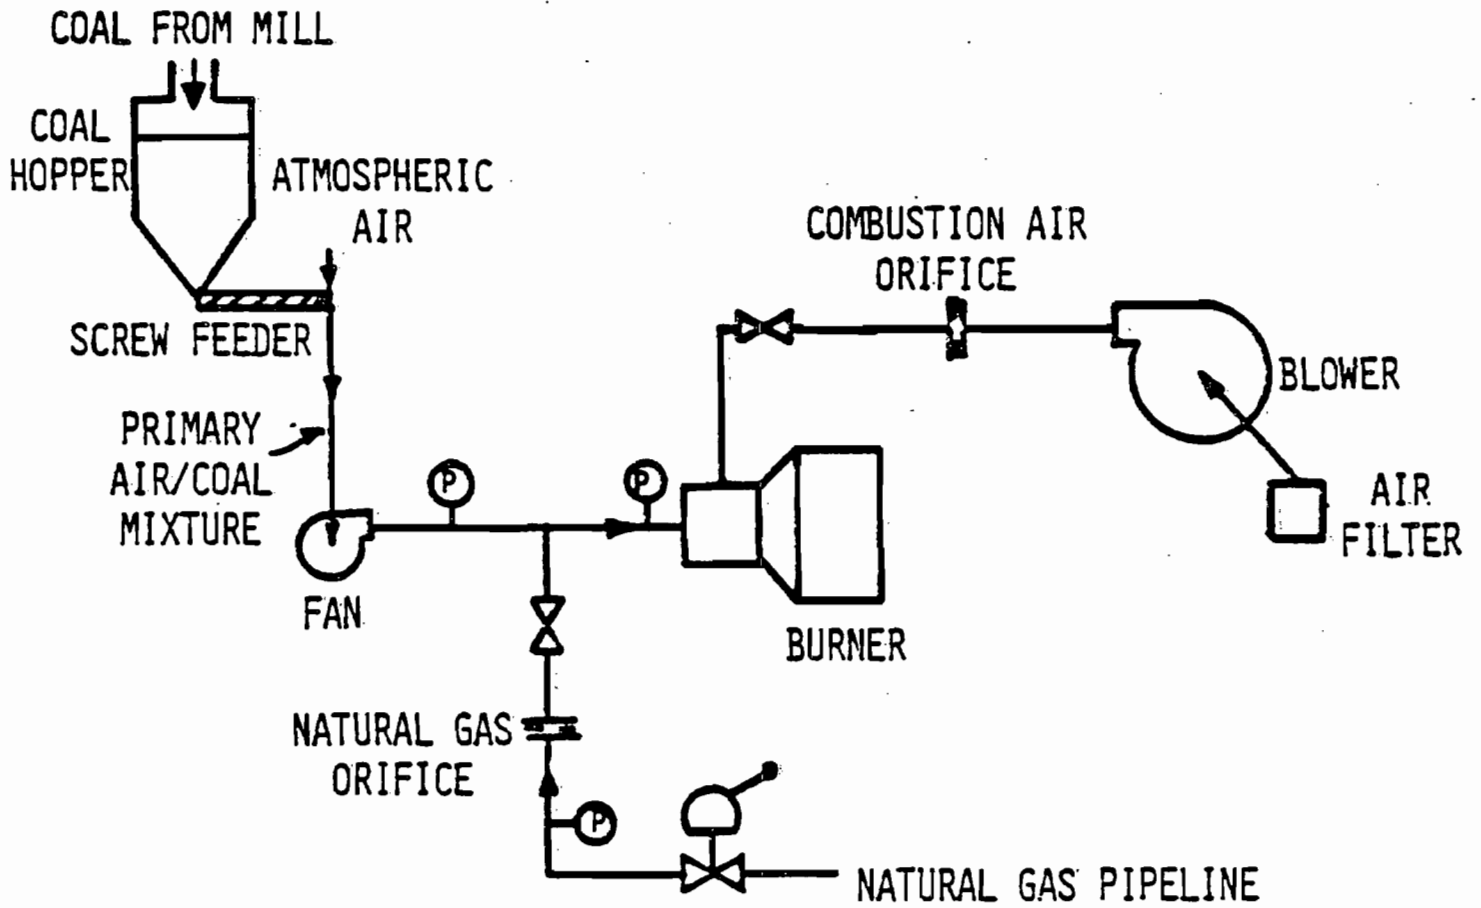 COAL FROM MILL
COAL
HOPPER
ATMOSPHERIC
AIR
SCREW FEEDER
PRIMARY
AIR/COAL
MIXTURE
FAN
P
P
COMBUSTION AIR
ORIFICE
BLOWER
AIR
FILTER
BURNER
NATURAL GAS
ORIFICE
P
NATURAL GAS PIPELINE